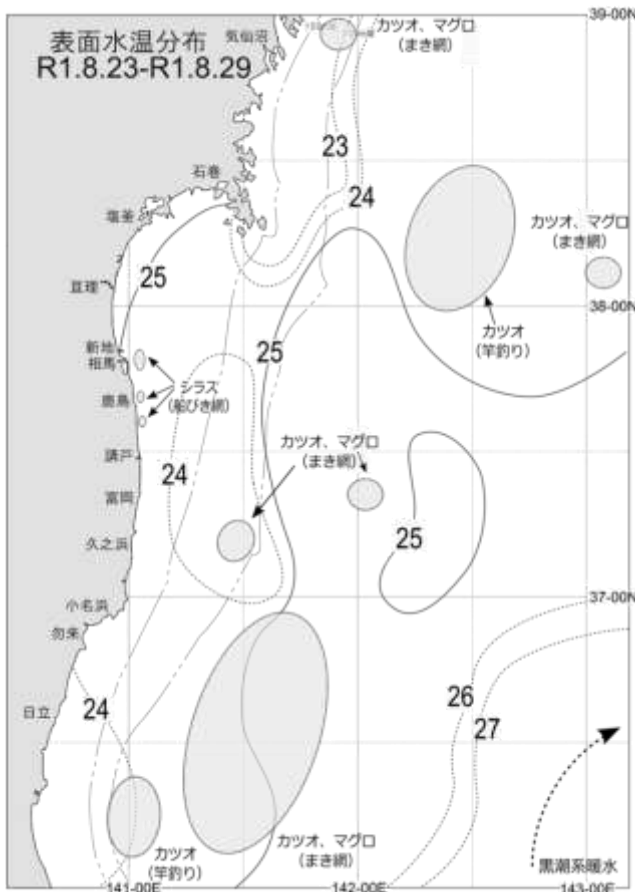 表面水温分布
R1.8.23-R1.8.29
39-00N
気仙沼
カツオ、マグロ
(まき網)
23
石巻
24
塩釜
カツオ、マグロ
(まき網)
25
亘理
38-00N
カツオ
(竿釣り)
新地
相馬
25
鹿島
シラス
(船びき網)
カツオ、マグロ
(まき網)
請戸
24
富岡
25
久之浜
37-00N
小名浜
勿来
26
24
日立
27
カツオ
(竿釣り)
カツオ、マグロ
(まき網)
黒潮系暖水
141-00E
142-00E
143-00E